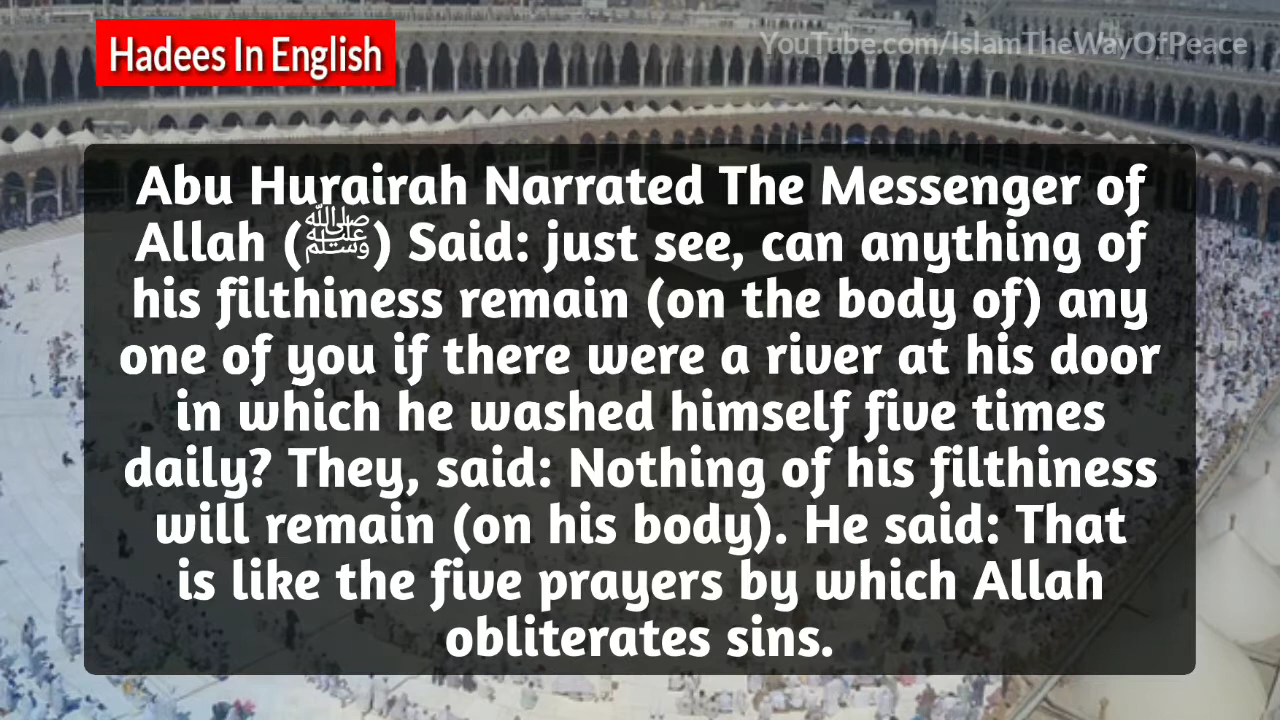 Hadees In English
YouTube.com/IslamTheWayOfPeace
Abu Hurairah Narrated The Messenger of
Allah (ﷺ) Said: just see, can anything of
his filthiness remain (on the body of) any
one of you if there were a river at his door
in which he washed himself five times
daily? They, said: Nothing of his filthiness
will remain (on his body). He said: That
is like the five prayers by which Allah
obliterates sins.